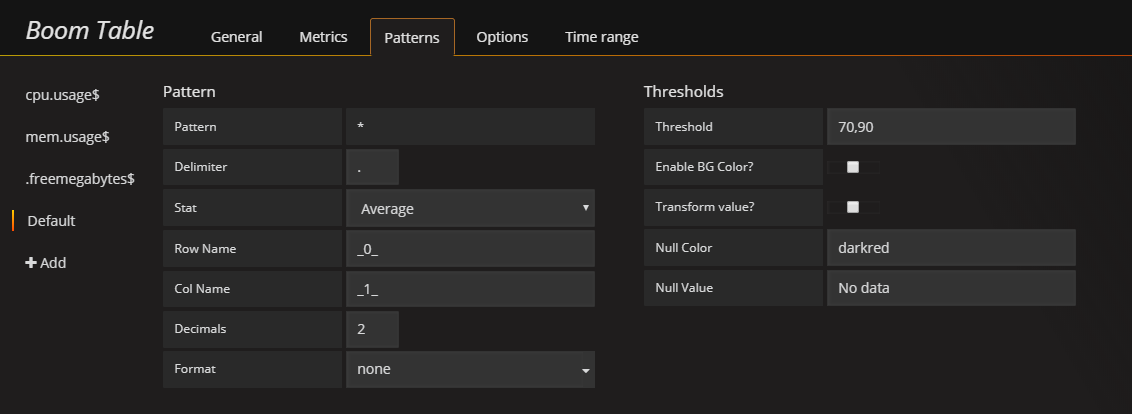 Boom Table General Metrics Patterns Options Time range
cpu.usage$
mem.usage$
.freemegabytes$
Default
Add
Pattern
Pattern *
Delimiter .
Stat Average
Row Name _0_
Col Name _1_
Decimals 2
Format none
Thresholds
Threshold 70,90
Enable BG Color?
Transform value?
Null Color darkred
Null Value No data